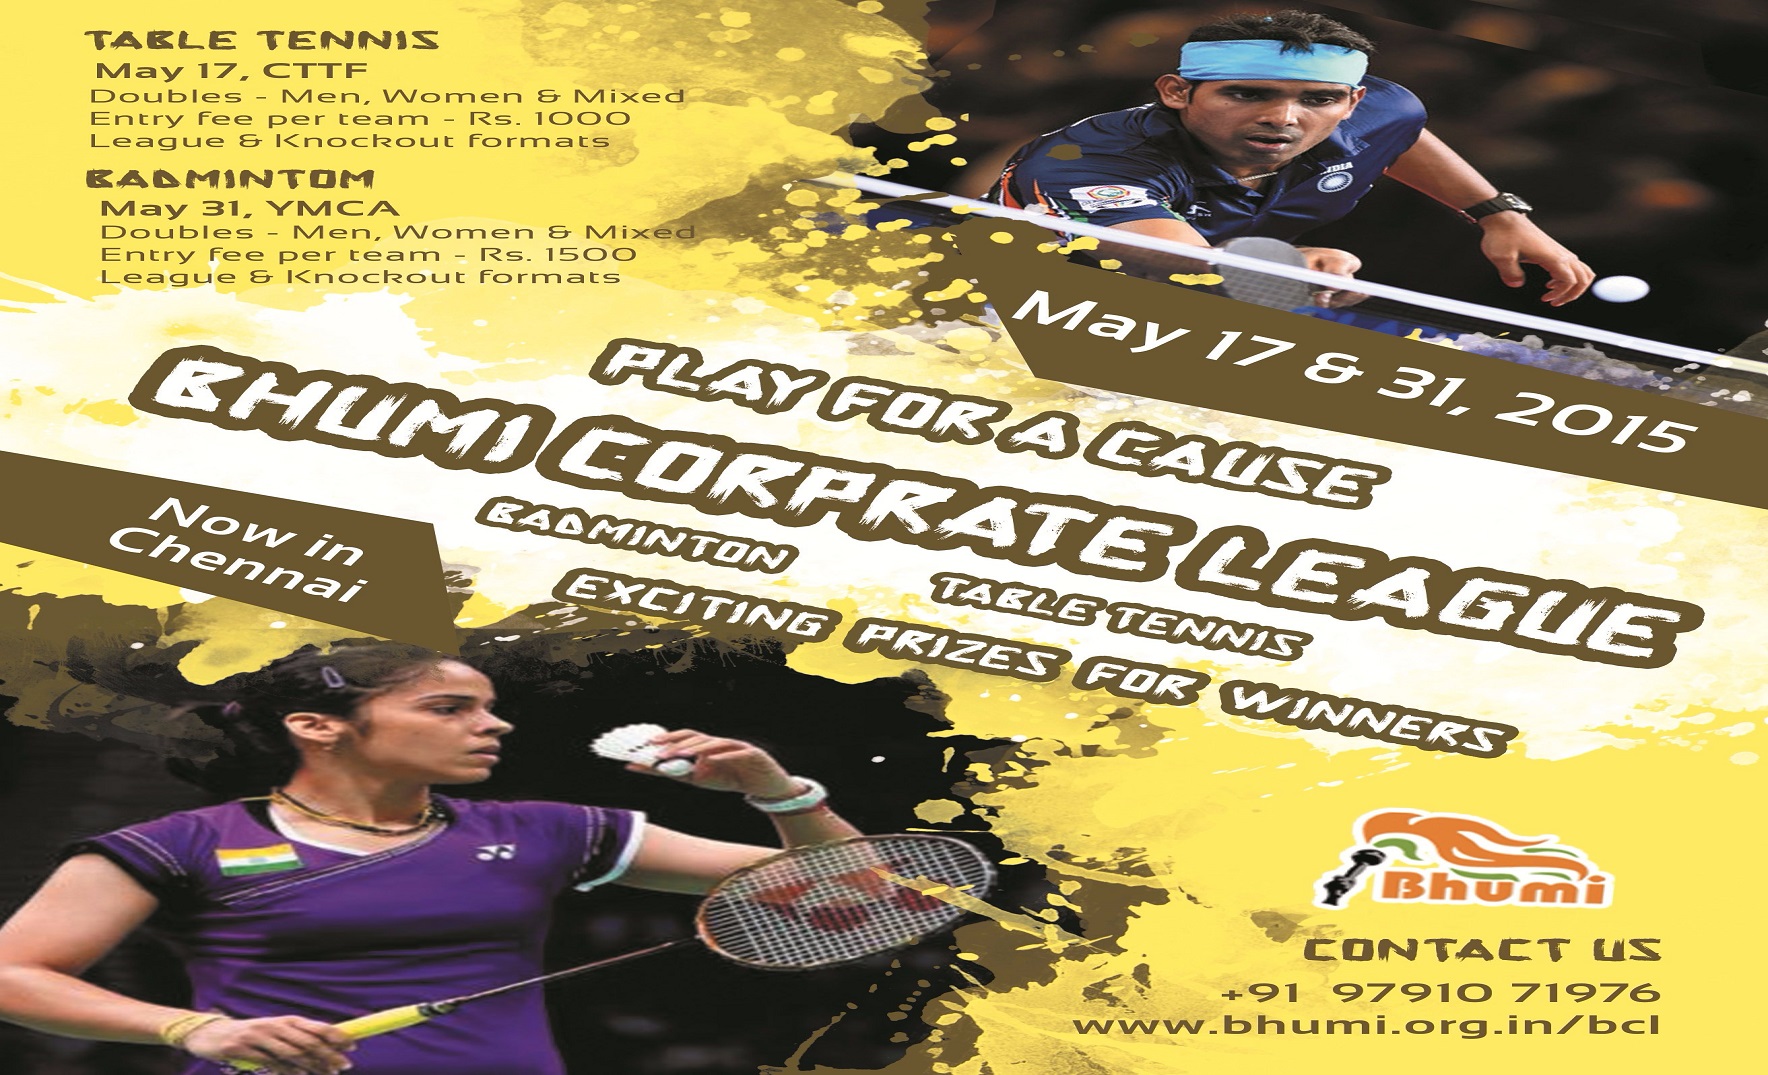 TABLE TENNIS
May 17, CTTF
Doubles - Men, Women & Mixed
Entry fee per team - Rs. 1000
League & Knockout formats
BADMINTOM
May 31, YMCA
Doubles - Men, Women & Mixed
Entry fee per team - Rs. 1500
League & Knockout formats
INDIA
May 17 & 31, 2015
PLAY FOR A CAUSE
BHUMI CORPRATE LEAGUE
BADMINTON
TABLE TENNIS
EXCITING PRIZES FOR WINNERS
Now in
Chennai
Bhumi
CONTACT US
+91 97910 71976
www.bhumi.org.in/bcl